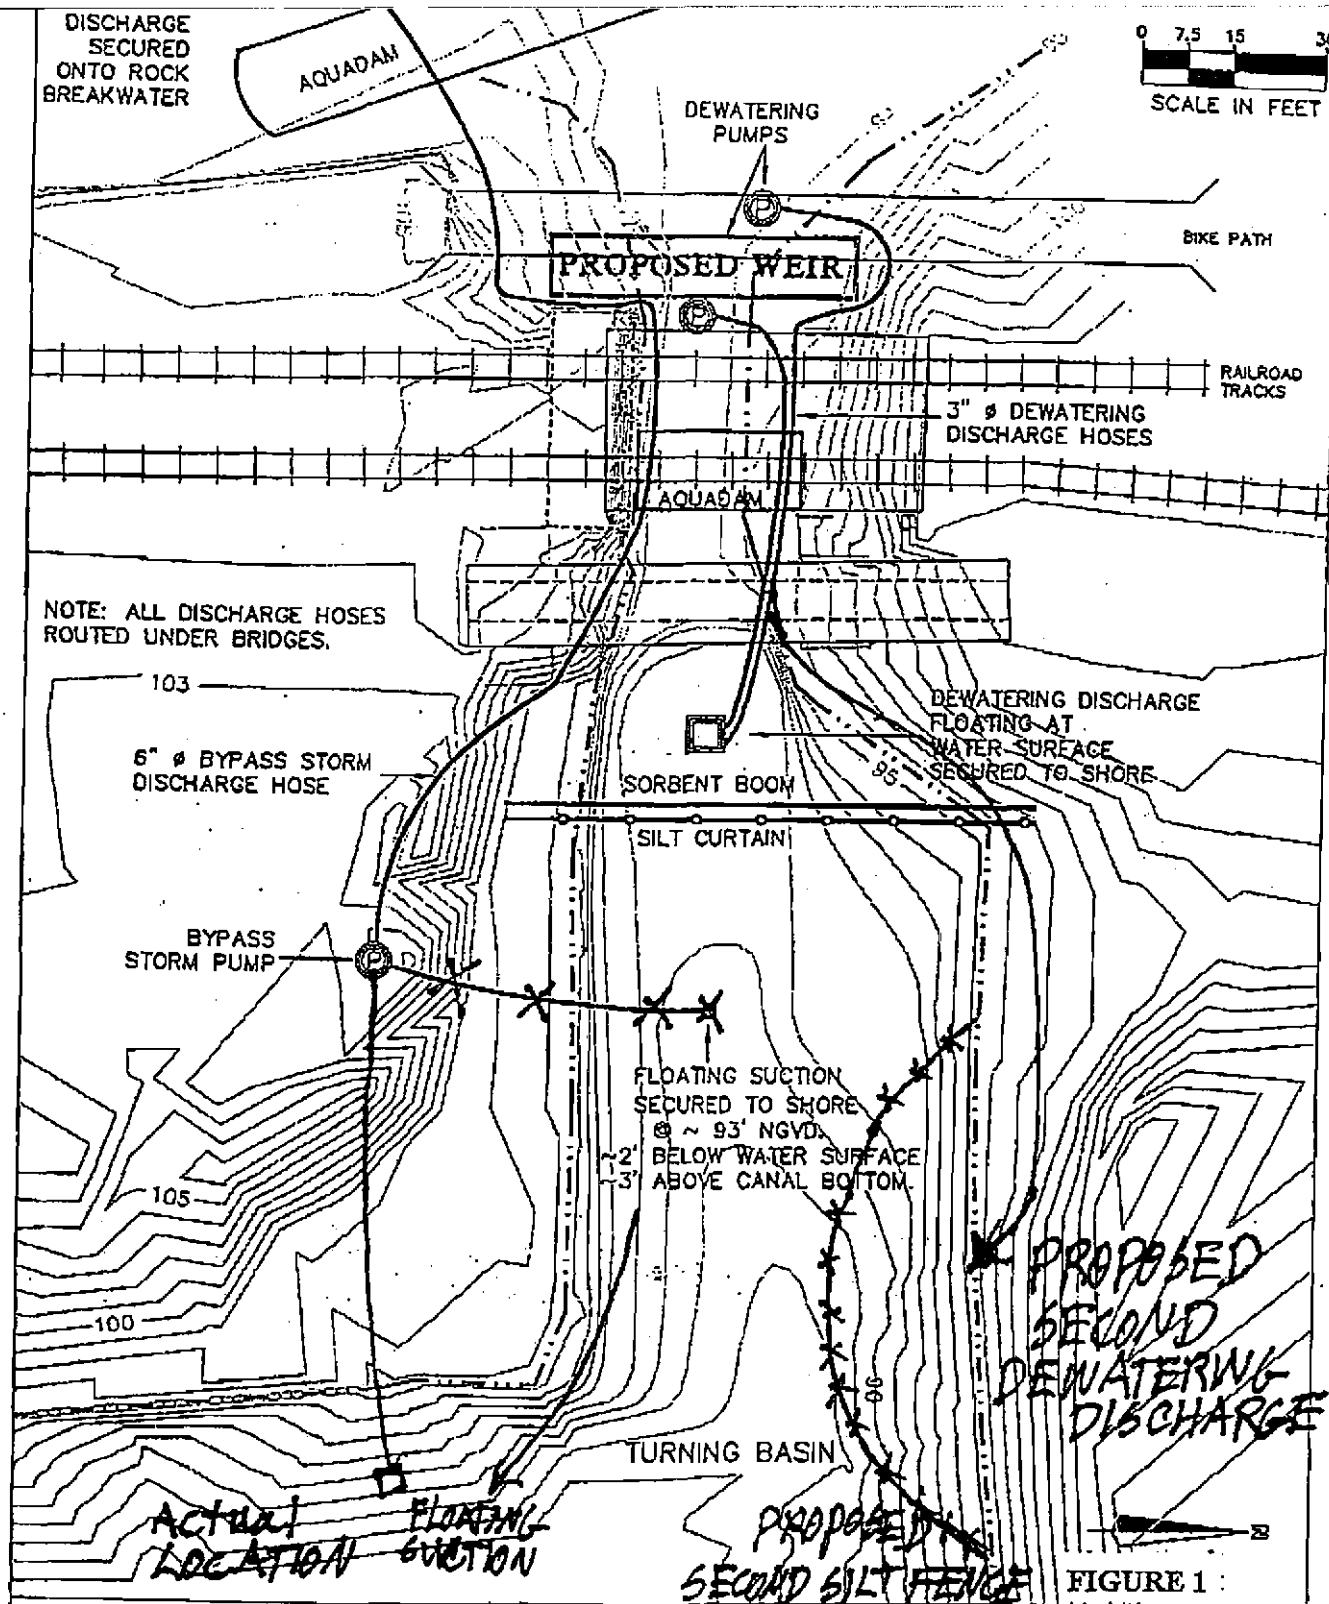 DISCHARGE
SECURED
ONTO ROCK
BREAKWATER
AQUADAM
0 7.5 15
SCALE IN FEET
DEWATERING
PUMPS
P
BIKE PATH
PROPOSED WEIR
P
RAILROAD
TRACKS
3" ø DEWATERING
DISCHARGE HOSES
AQUADAM
NOTE: ALL DISCHARGE HOSES
ROUTED UNDER BRIDGES.
103
DEWATERING DISCHARGE
FLOATING AT
WATER SURFACE
SECURED TO SHORE
95
6" ø BYPASS STORM
DISCHARGE HOSE
SORBENT BOOM
SILT CURTAIN
BYPASS
STORM PUMP
P D
FLOATING SUCTION
SECURED TO SHORE
@ ~ 93' NGVD.
~2' BELOW WATER SURFACE
~3' ABOVE CANAL BOTTOM.
105
100
PROPOSED
SECOND
DEWATERING
DISCHARGE
90
TURNING BASIN
Actual
LOCATION
FLOATING
SUCTION
PROPOSED
SECOND SILT FENCE
N
FIGURE 1